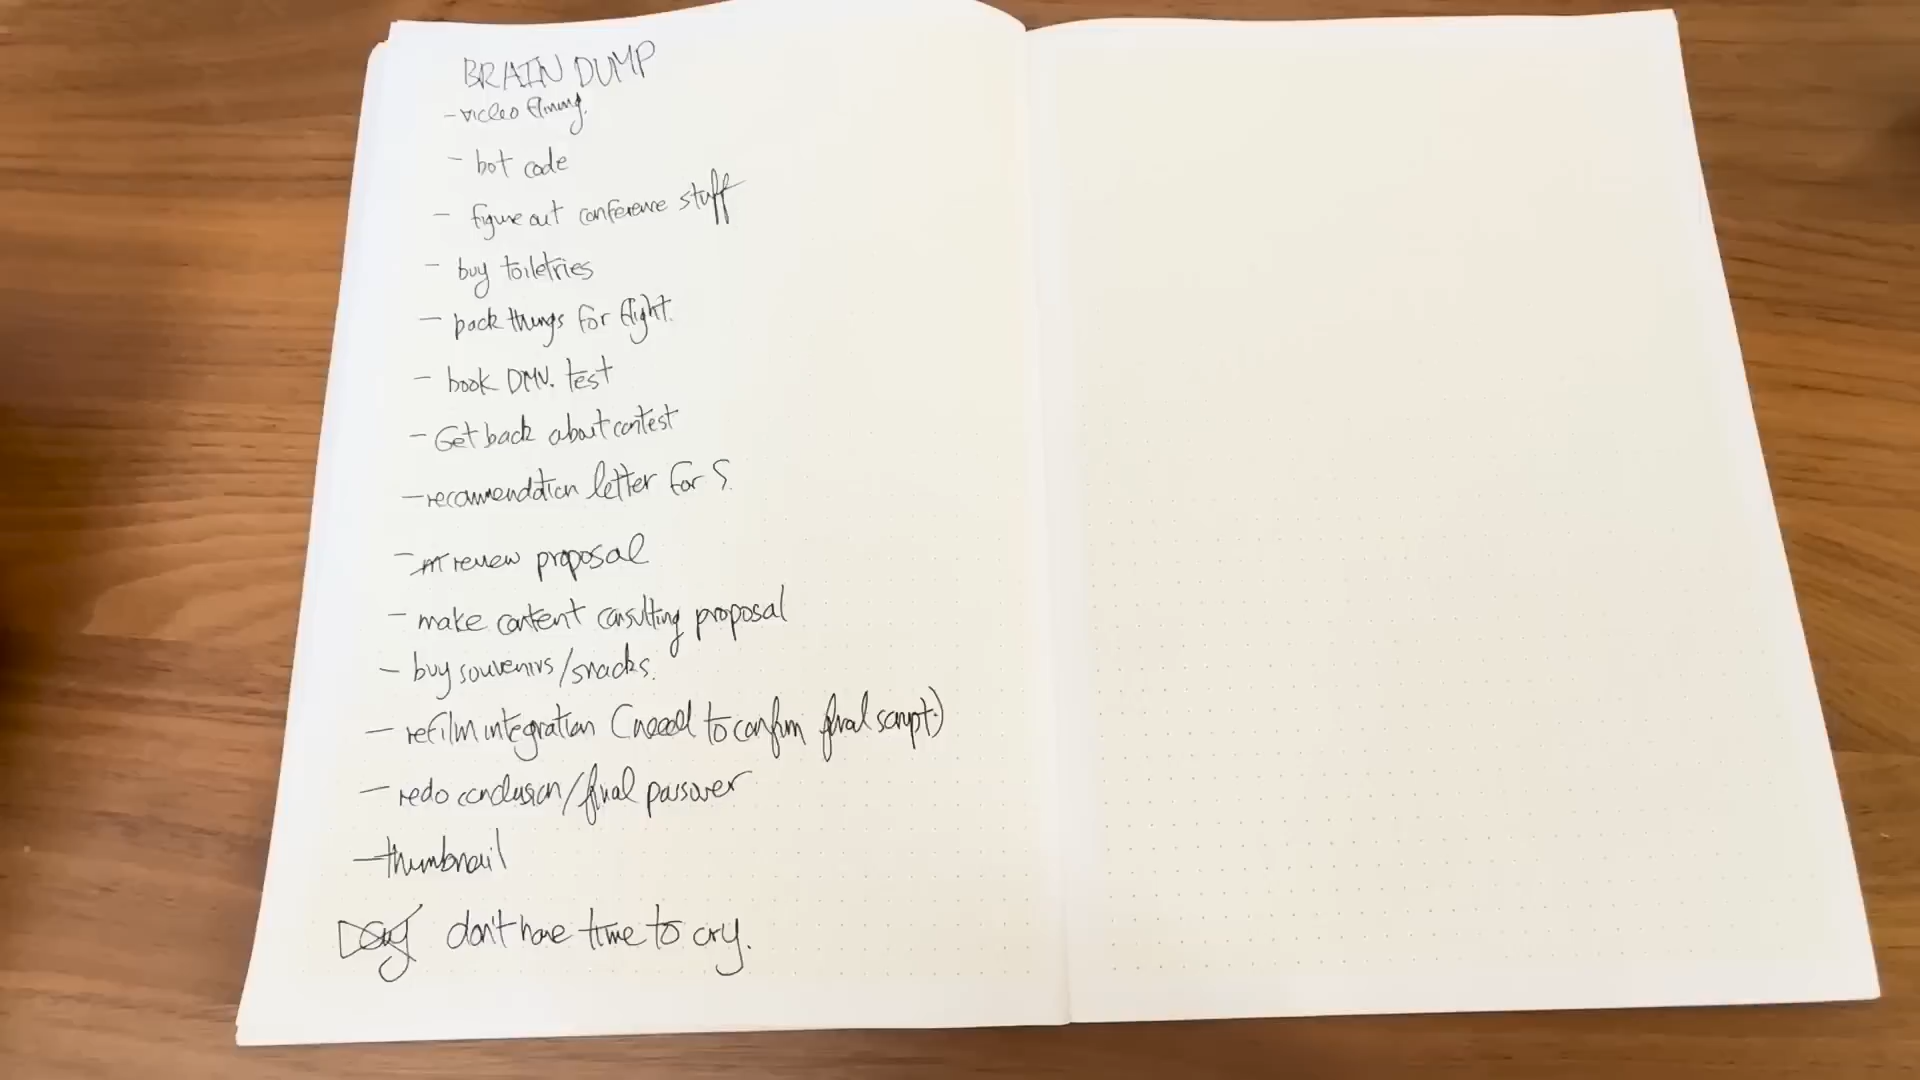 BRAIN DUMP
- video filming.
- bot code
- figure out conference stuff
- buy toiletries
- pack things for flight.
- book DMV. test
- Get back about contest
- recommendation letter for S.
- review proposal
- make content consulting proposal
- buy souvenirs/snacks.
- refilm integration (need to confirm final script.)
- redo conclusion/final passover
- thumbnail
don't have time to cry.